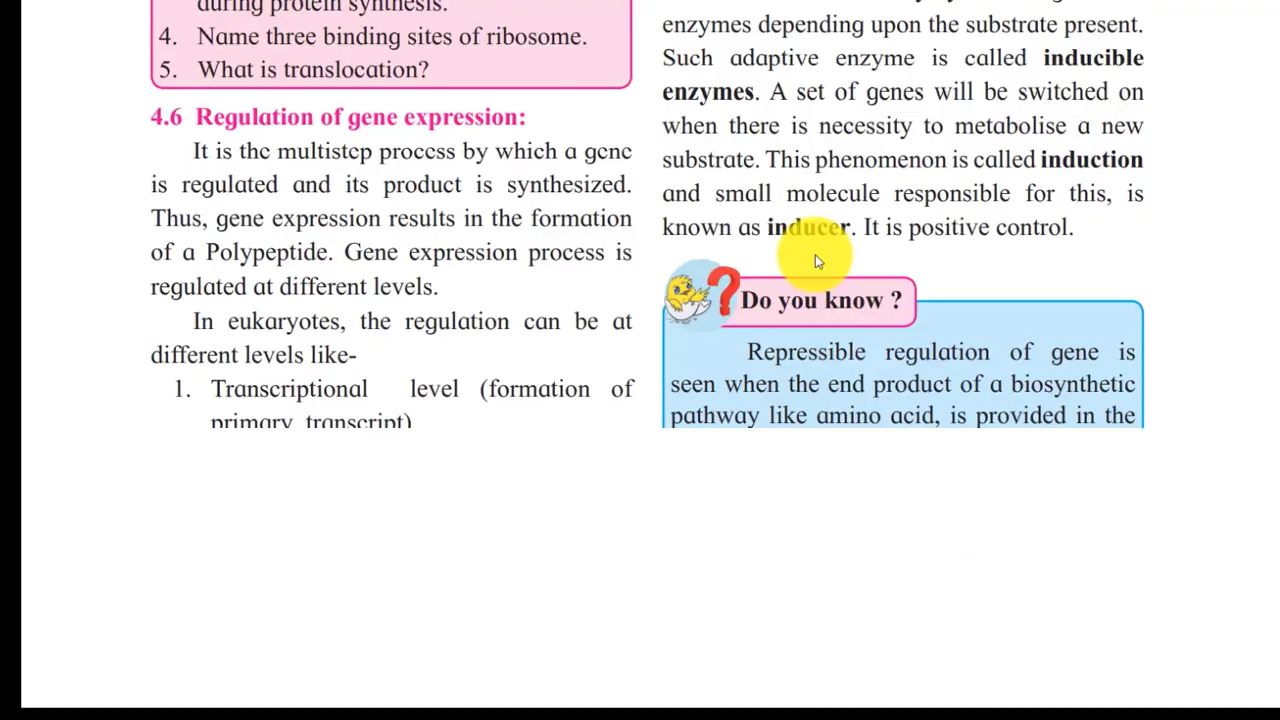 during protein synthesis.
4. Name three binding sites of ribosome.
5. What is translocation?
4.6 Regulation of gene expression:
It is the multistep process by which a gene
is regulated and its product is synthesized.
Thus, gene expression results in the formation
of a Polypeptide. Gene expression process is
regulated at different levels.
In eukaryotes, the regulation can be at
different levels like-
1. Transcriptional level (formation of
primary transcript)
enzymes depending upon the substrate present.
Such adaptive enzyme is called inducible
enzymes. A set of genes will be switched on
when there is necessity to metabolise a new
substrate. This phenomenon is called induction
and small molecule responsible for this, is
known as inducer. It is positive control.
Do you know ?
Repressible regulation of gene is
seen when the end product of a biosynthetic
pathway like amino acid, is provided in the